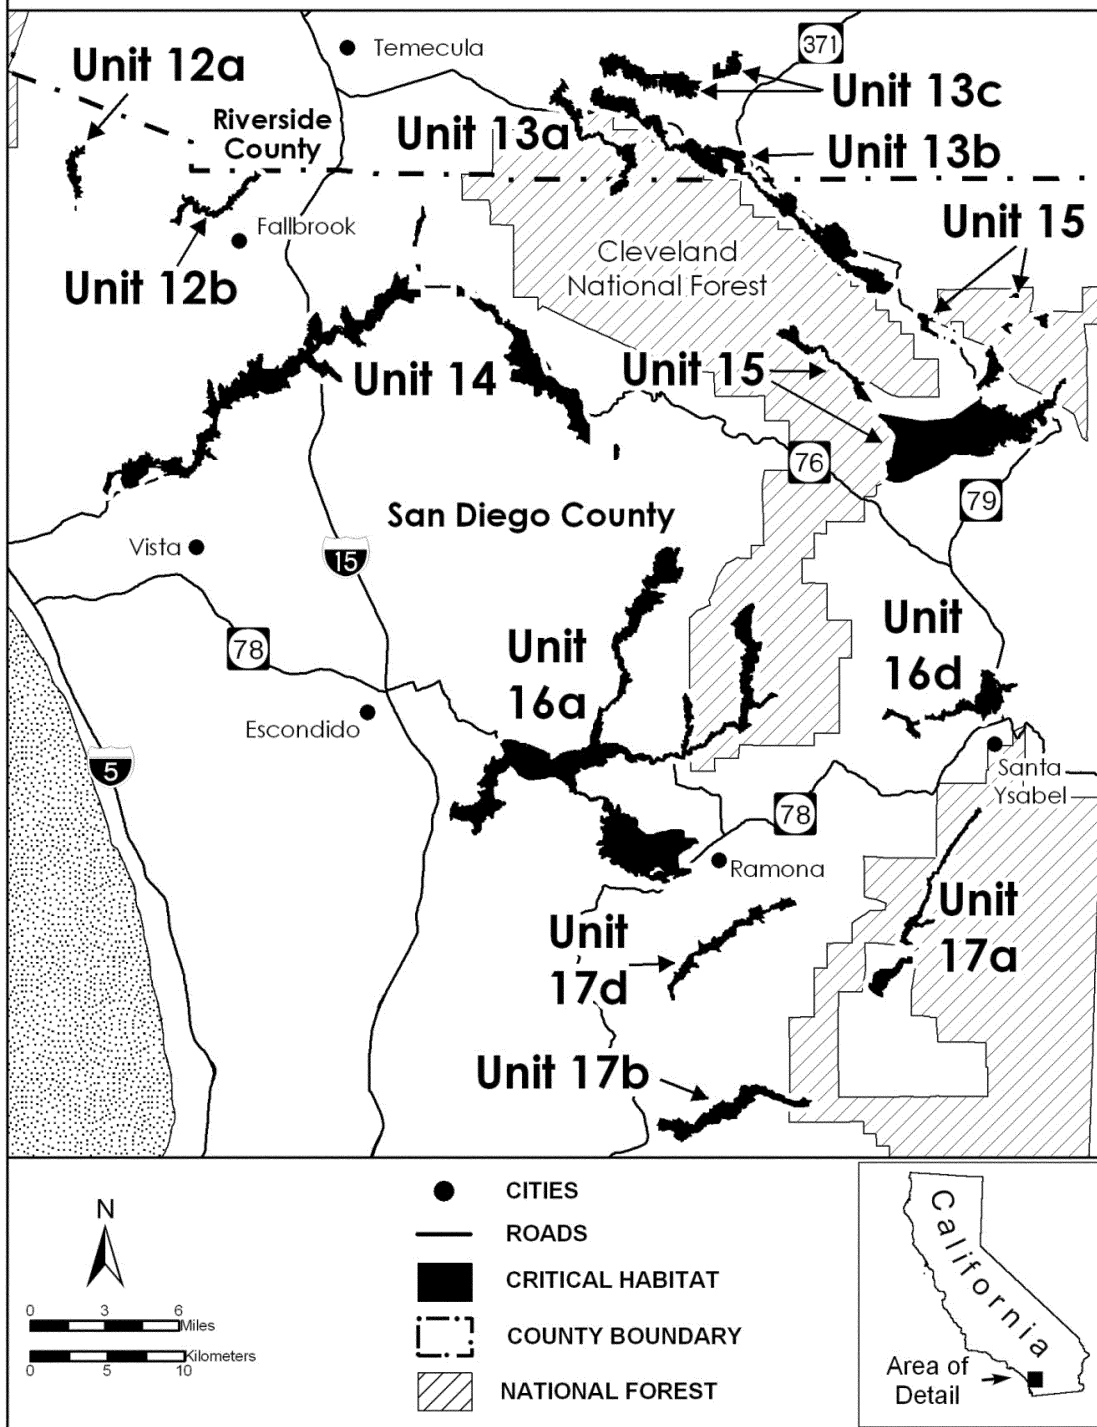 Temecula
371
Unit 12a
Unit 13c
Riverside
County
Unit 13a
Unit 13b
Unit 15
Fallbrook
Cleveland
National Forest
Unit 12b
Unit 14
Unit 15
76
79
San Diego County
Vista
15
78
Unit
16a
Unit
16d
Escondido
5
Santa
Ysabel
78
Ramona
Unit
17d
Unit
17a
Unit 17b
N
0 3 6
Miles
Kilometers
0 5 10
CITIES
ROADS
CRITICAL HABITAT
COUNTY BOUNDARY
NATIONAL FOREST
California
Area of
Detail